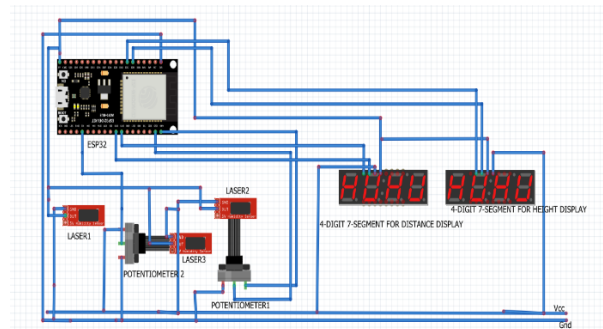 ESP32
LASER2
LASER1
LASER3
POTENTIOMETER 2
POTENTIOMETER1
4-DIGIT 7-SEGMENT FOR DISTANCE DISPLAY
4-DIGIT 7-SEGMENT FOR HEIGHT DISPLAY
Vcc
Gnd